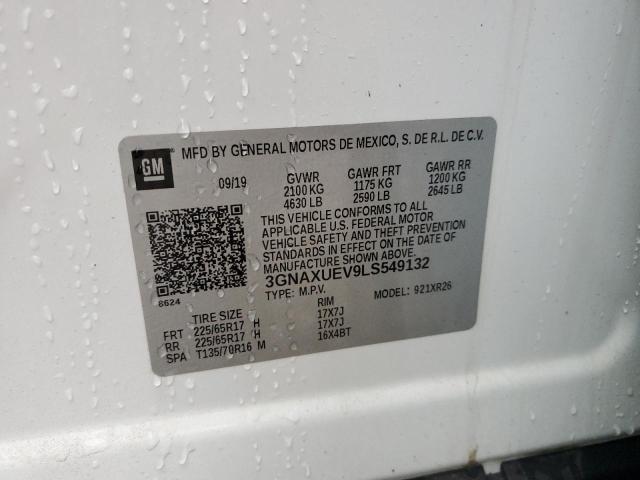 MFD BY GENERAL MOTORS DE MEXICO, S. DE R.L. DE C.V.
GM
09/19 GVWR GAWR FRT GAWR RR
2100 KG 1175 KG 1200 KG
4630 LB 2590 LB 2645 LB
THIS VEHICLE CONFORMS TO ALL
APPLICABLE U.S. FEDERAL MOTOR
VEHICLE SAFETY AND THEFT PREVENTION
STANDARDS IN EFFECT ON THE DATE OF
MANUFACTURE SHOWN ABOVE.
3GNAXUEV9LS549132
8624 TYPE: M.P.V. MODEL: 921XR26
TIRE SIZE RIM
FRT 225/65R17 H 17X7J
RR 225/65R17 H 17X7J
SPA T135/70R16 M 16X4BT